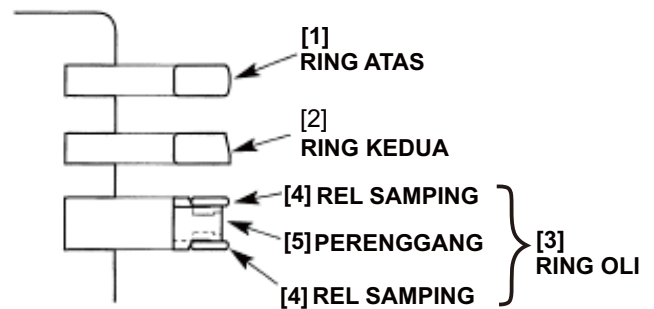 [1]
RING ATAS
[2]
RING KEDUA
[4] REL SAMPING
[5] PERENGGANG
[3]
RING OLI
[4] REL SAMPING